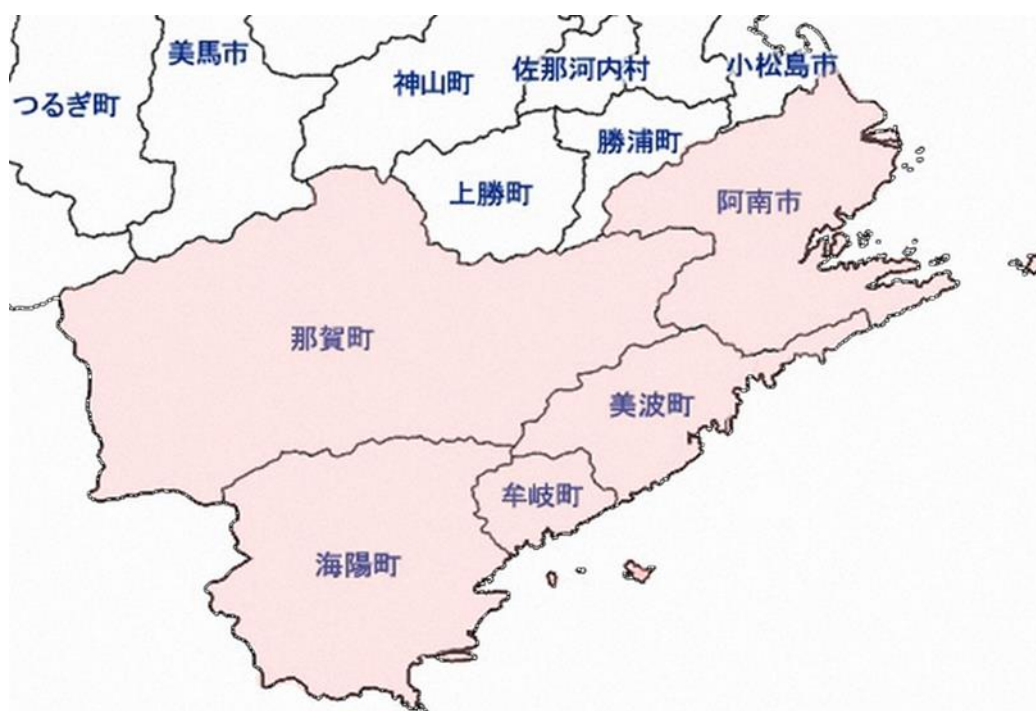 美馬市
つるぎ町
神山町
佐那河内村
小松島市
勝浦町
上勝町
阿南市
那賀町
美波町
牟岐町
海陽町